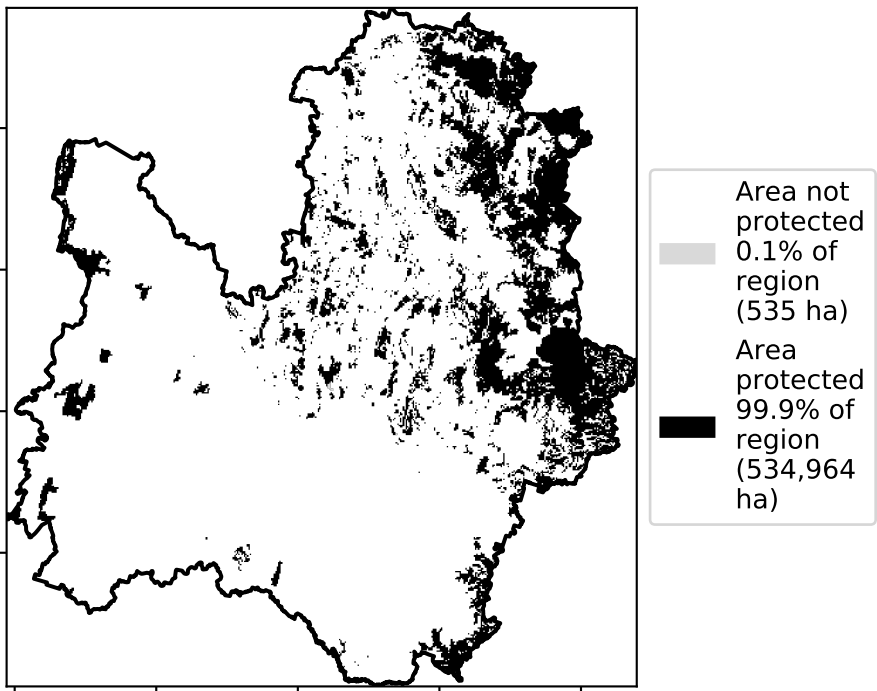 Area not
protected
0.1% of
region
(535 ha)
Area
protected
99.9% of
region
(534,964
ha)